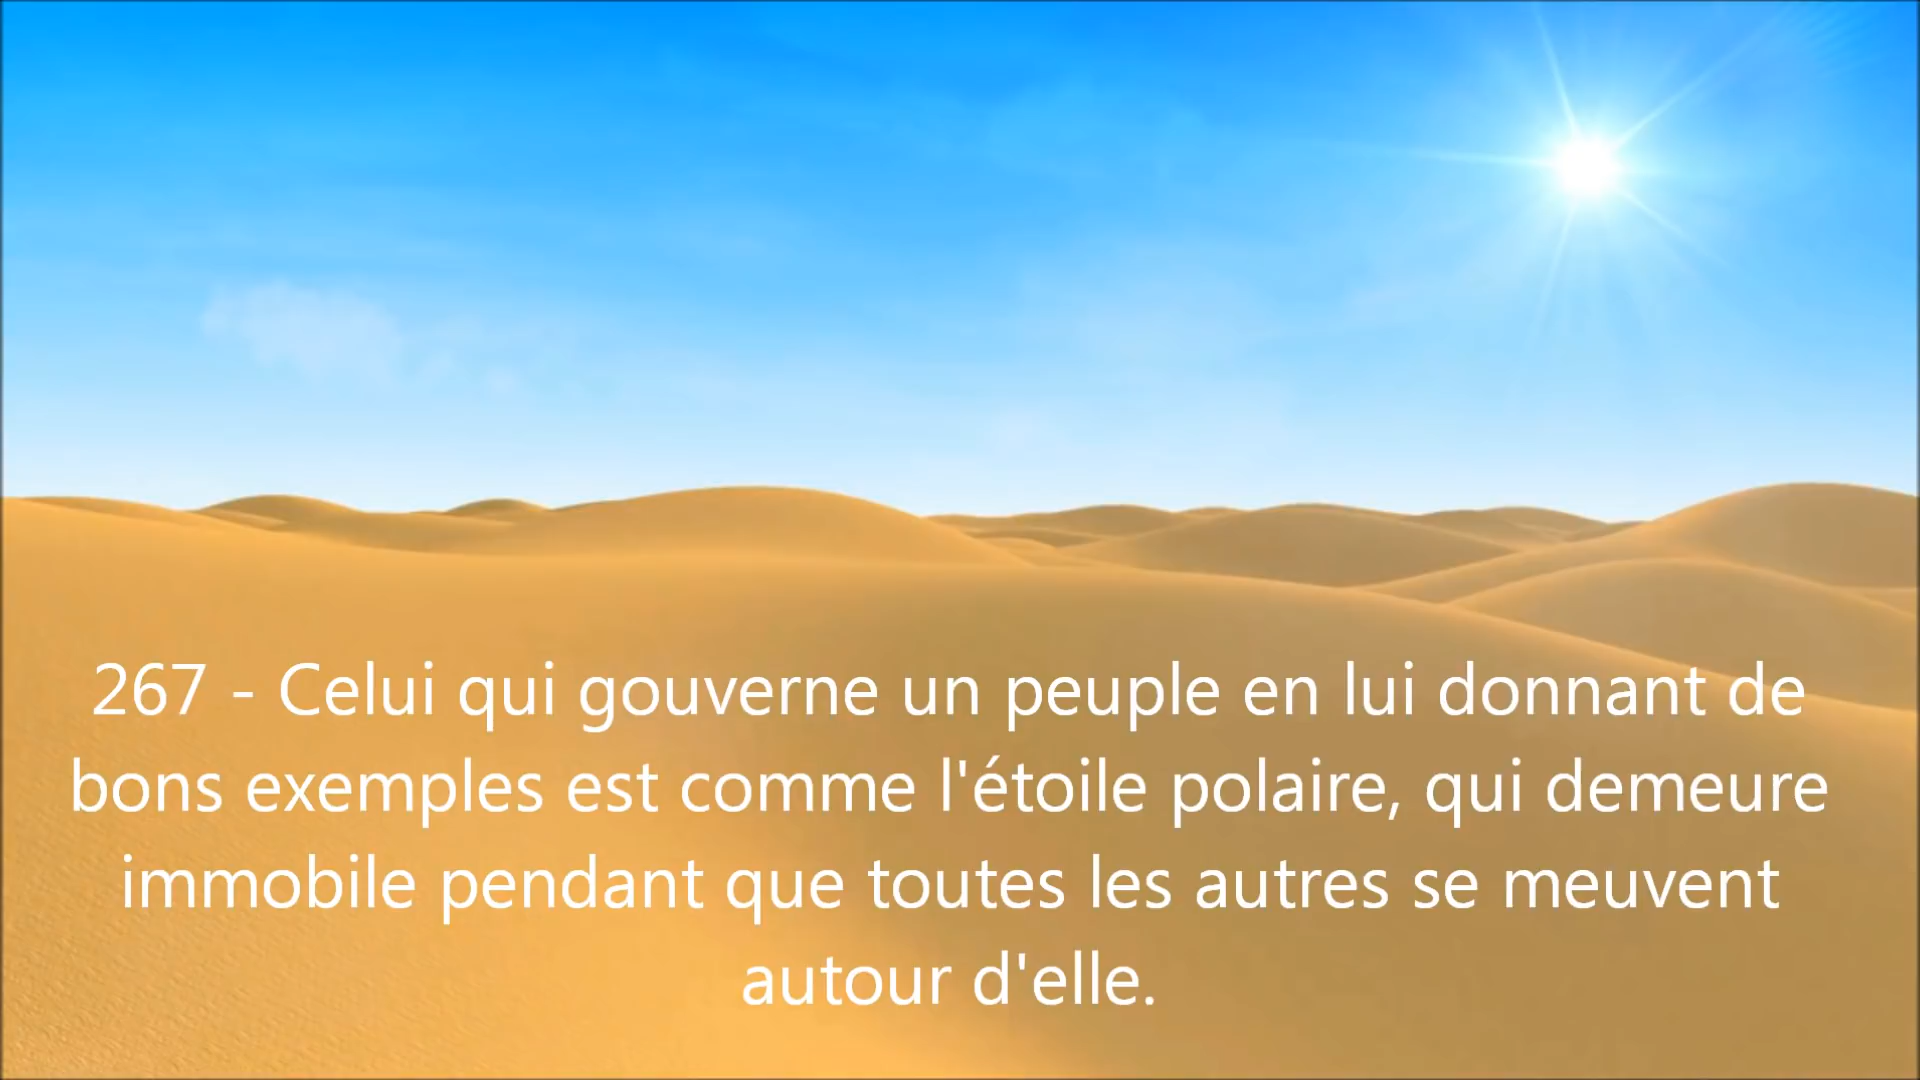 267 - Celui qui gouverne un peuple en lui donnant de
bons exemples est comme l'étoile polaire, qui demeure
immobile pendant que toutes les autres se meuvent
autour d'elle.